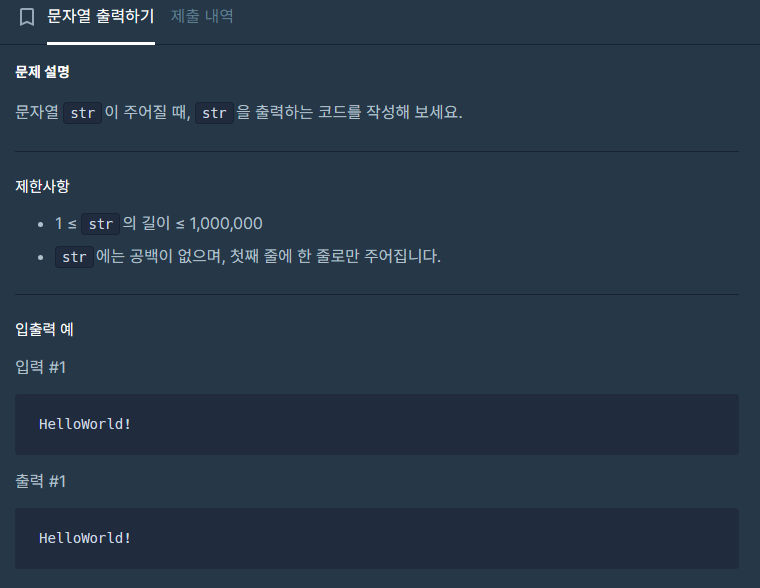 문자열 출력하기 제출 내역
문제 설명
문자열 str 이 주어질 때, str 을 출력하는 코드를 작성해 보세요.
제한사항
• 1 ≤ str 의 길이 ≤ 1,000,000
• str 에는 공백이 없으며, 첫째 줄에 한 줄로만 주어집니다.
입출력 예
입력 #1
HelloWorld!
출력 #1
HelloWorld!